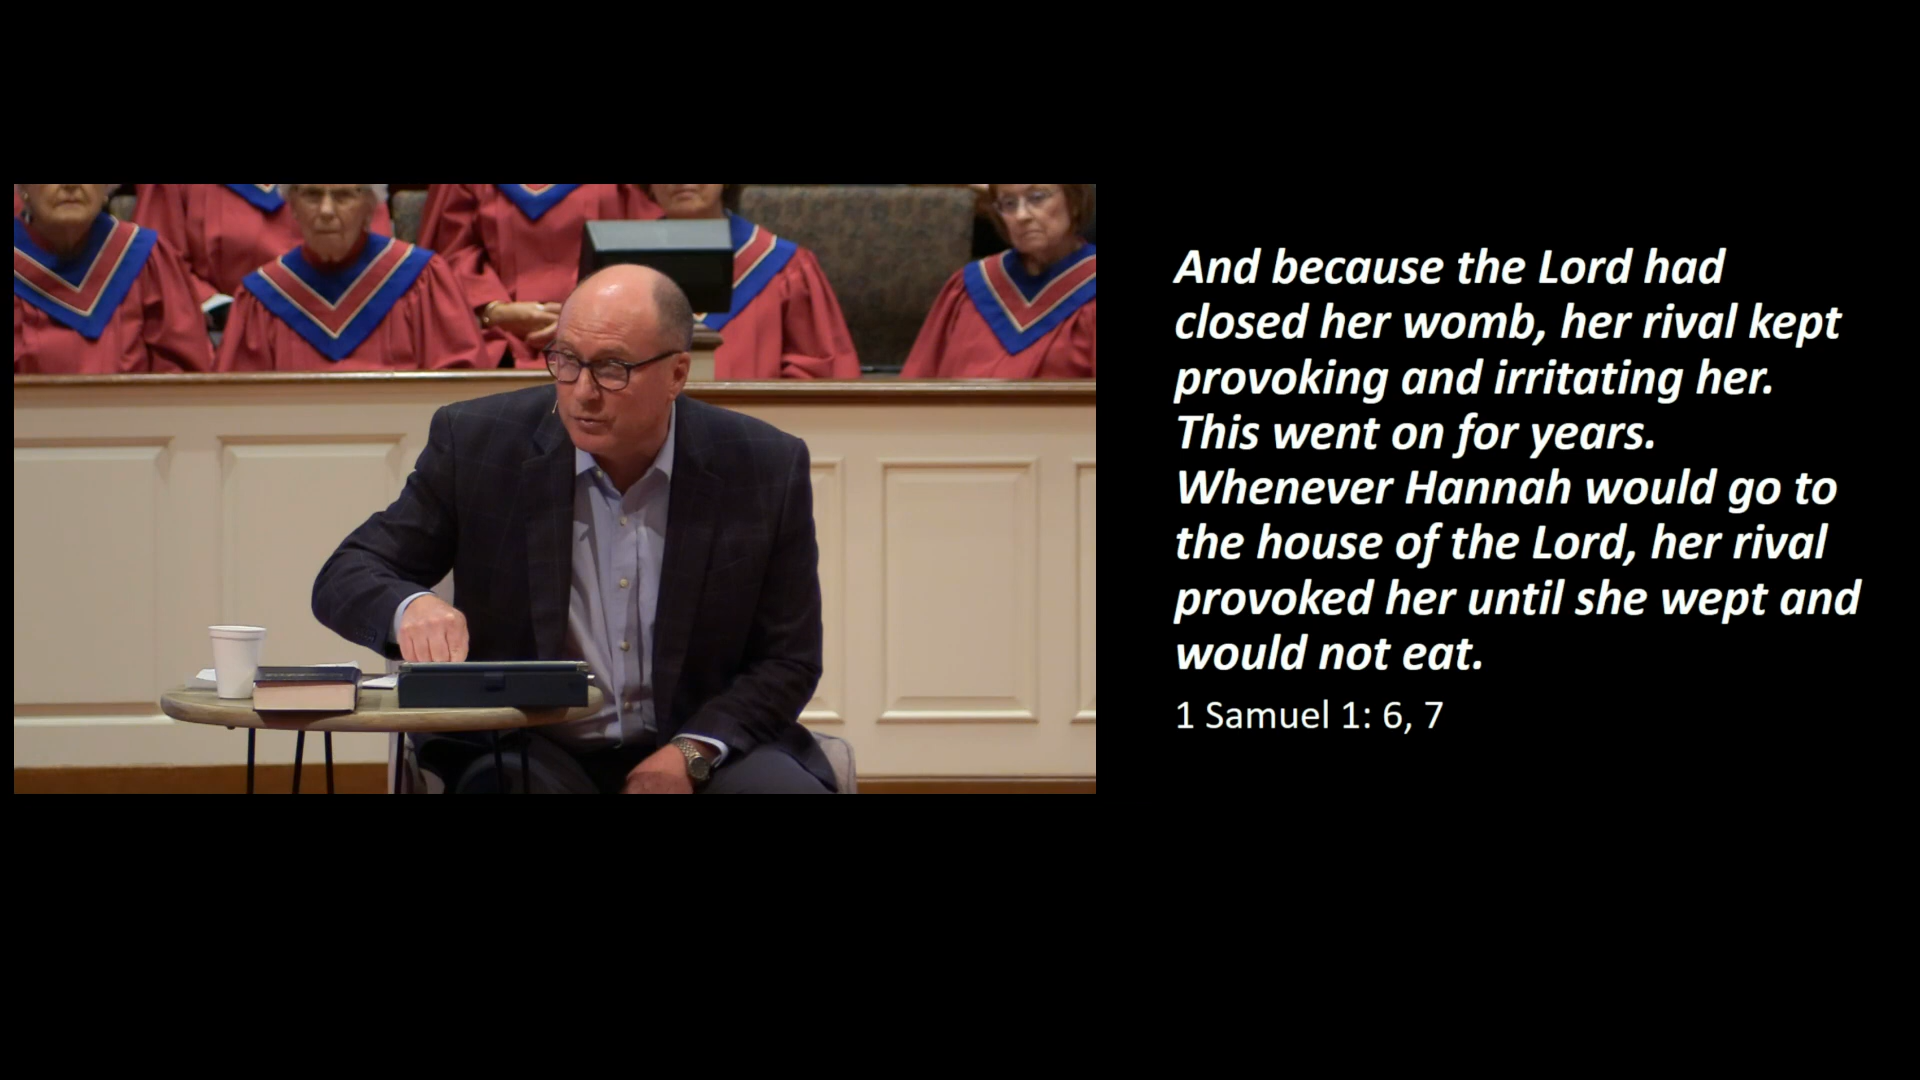 And because the Lord had
closed her womb, her rival kept
provoking and irritating her.
This went on for years.
Whenever Hannah would go to
the house of the Lord, her rival
provoked her until she wept and
would not eat.
1 Samuel 1: 6, 7